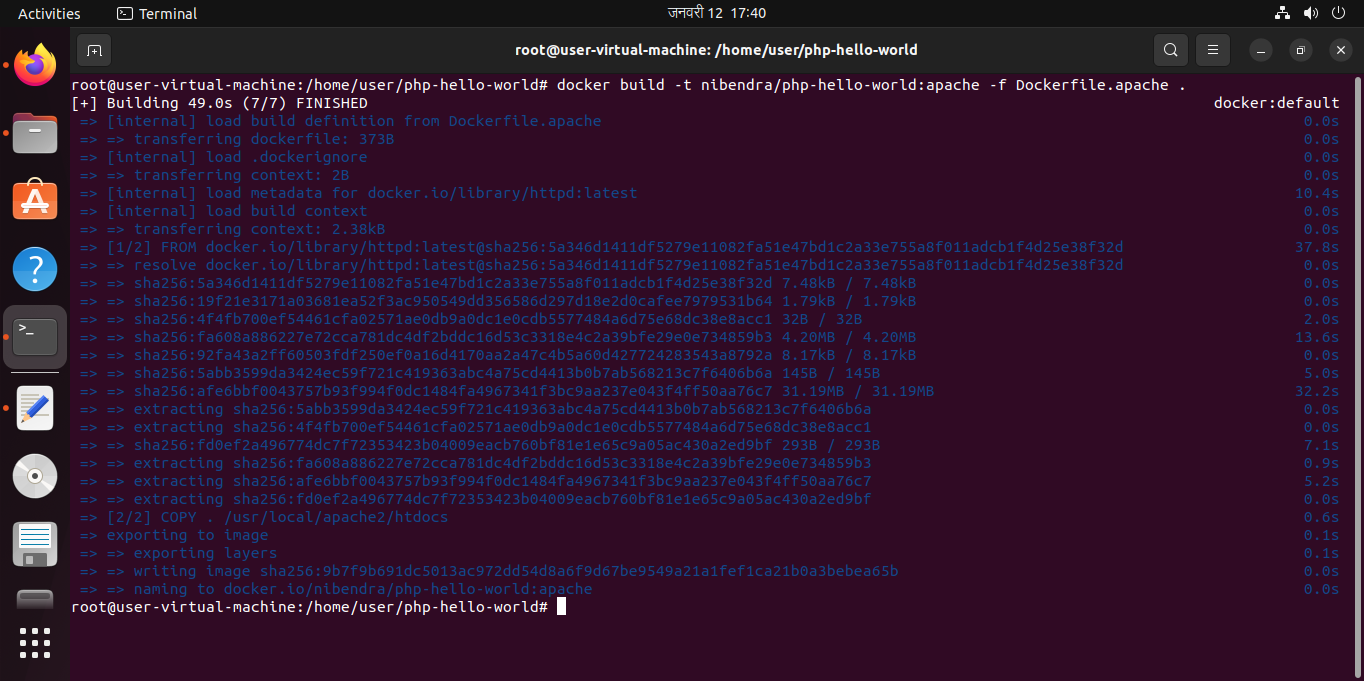 Activities Terminal जनवरी 12 17:40
root@user-virtual-machine: /home/user/php-hello-world
root@user-virtual-machine:/home/user/php-hello-world# docker build -t nibendra/php-hello-world:apache -f Dockerfile.apache .
[+] Building 49.0s (7/7) FINISHED docker:default
=> [internal] load build definition from Dockerfile.apache 0.0s
=> => transferring dockerfile: 373B 0.0s
=> [internal] load .dockerignore 0.0s
=> => transferring context: 2B 0.0s
=> [internal] load metadata for docker.io/library/httpd:latest 10.4s
=> [internal] load build context 0.0s
=> => transferring context: 2.38kB 0.0s
=> [1/2] FROM docker.io/library/httpd:latest@sha256:5a346d1411df5279e11082fa51e47bd1c2a33e755a8f011adcb1f4d25e38f32d 37.8s
=> => resolve docker.io/library/httpd:latest@sha256:5a346d1411df5279e11082fa51e47bd1c2a33e755a8f011adcb1f4d25e38f32d 0.0s
=> => sha256:5a346d1411df5279e11082fa51e47bd1c2a33e755a8f011adcb1f4d25e38f32d 7.48kB / 7.48kB 0.0s
=> => sha256:19f21e3171a03681ea52f3ac950549dd356586d297d18e2d0cafee7979531b64 1.79kB / 1.79kB 0.0s
=> => sha256:4f4fb700ef54461cfa02571ae0db9a0dc1e0cdb5577484a6d75e68dc38e8acc1 32B / 32B 2.0s
=> => sha256:fa608a886227e72cca781dc4df2bddc16d53c3318e4c2a39bfe29e0e734859b3 4.20MB / 4.20MB 13.6s
=> => sha256:92fa43a2ff60503fdf250ef0a16d4170aa2a47c4b5a60d427724283543a8792a 8.17kB / 8.17kB 0.0s
=> => sha256:5abb3599da3424ec59f721c419363abc4a75cd4413b0b7ab568213c7f6406b6a 145B / 145B 5.0s
=> => sha256:afe6bbf0043757b93f994f0dc1484fa4967341f3bc9aa237e043f4ff50aa76c7 31.19MB / 31.19MB 32.2s
=> => extracting sha256:5abb3599da3424ec59f721c419363abc4a75cd4413b0b7ab568213c7f6406b6a 0.0s
=> => extracting sha256:4f4fb700ef54461cfa02571ae0db9a0dc1e0cdb5577484a6d75e68dc38e8acc1 0.0s
=> => sha256:fd0ef2a496774dc7f72353423b04009eacb760bf81e1e65c9a05ac430a2ed9bf 293B / 293B 7.1s
=> => extracting sha256:fa608a886227e72cca781dc4df2bddc16d53c3318e4c2a39bfe29e0e734859b3 0.9s
=> => extracting sha256:afe6bbf0043757b93f994f0dc1484fa4967341f3bc9aa237e043f4ff50aa76c7 5.2s
=> => extracting sha256:fd0ef2a496774dc7f72353423b04009eacb760bf81e1e65c9a05ac430a2ed9bf 0.0s
=> [2/2] COPY . /usr/local/apache2/htdocs 0.6s
=> exporting to image 0.1s
=> => exporting layers 0.1s
=> => writing image sha256:9b7f9b691dc5013ac972dd54d8a6f9d67be9549a21a1fef1ca21b0a3bebea65b 0.0s
=> => naming to docker.io/nibendra/php-hello-world:apache 0.0s
root@user-virtual-machine:/home/user/php-hello-world#